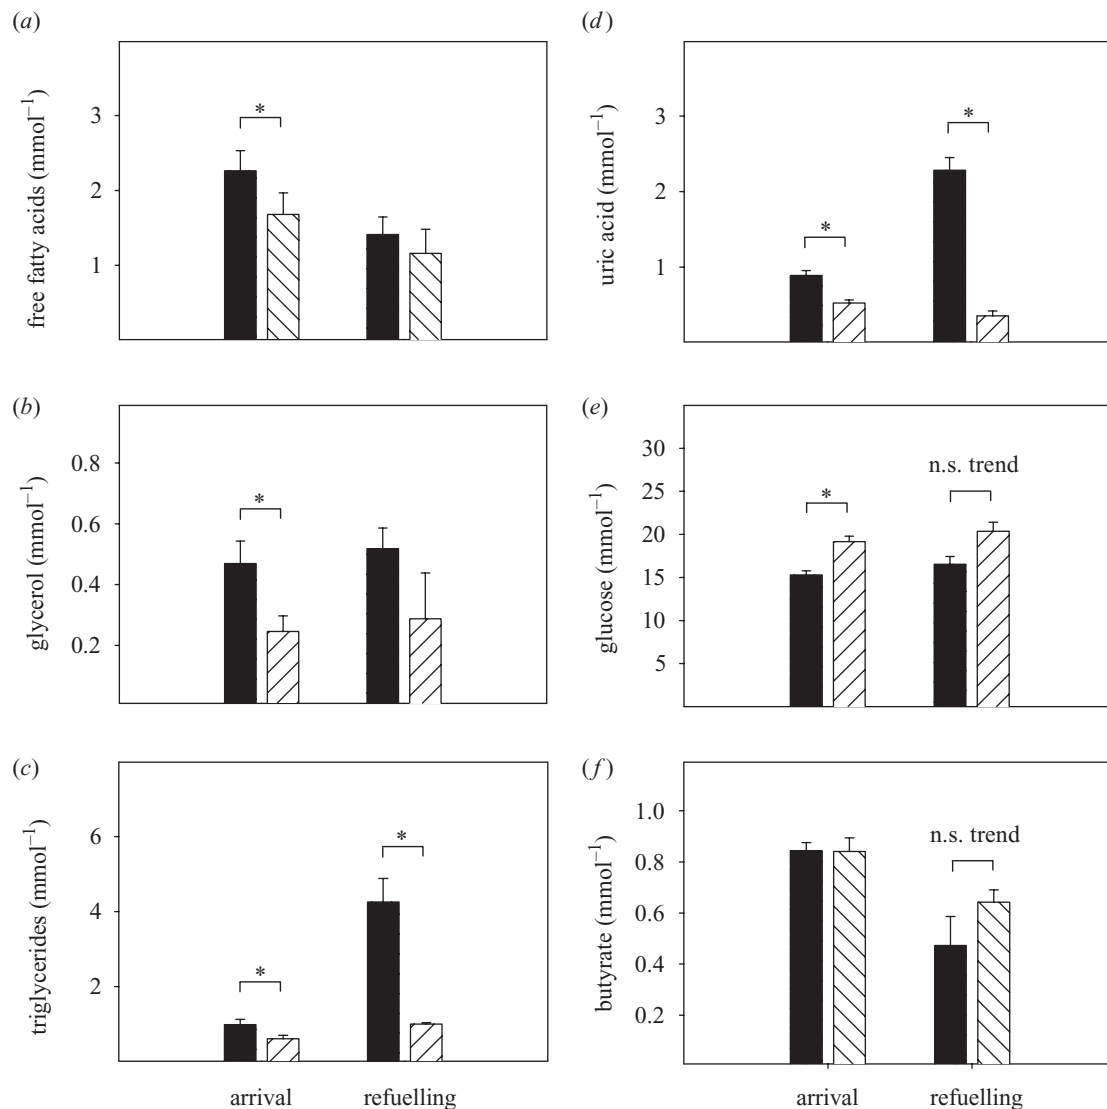 (a)
free fatty acids (mmol⁻¹)
3
2
1
*
(b)
glycerol (mmol⁻¹)
0.8
0.6
0.4
0.2
*
(c)
triglycerides (mmol⁻¹)
6
4
2
*
*
arrival
refuelling
(d)
uric acid (mmol⁻¹)
3
2
1
*
*
(e)
glucose (mmol⁻¹)
30
25
20
15
5
*
n.s. trend
(f)
butyrate (mmol⁻¹)
1.0
0.8
0.6
0.4
0.2
n.s. trend
arrival
refuelling